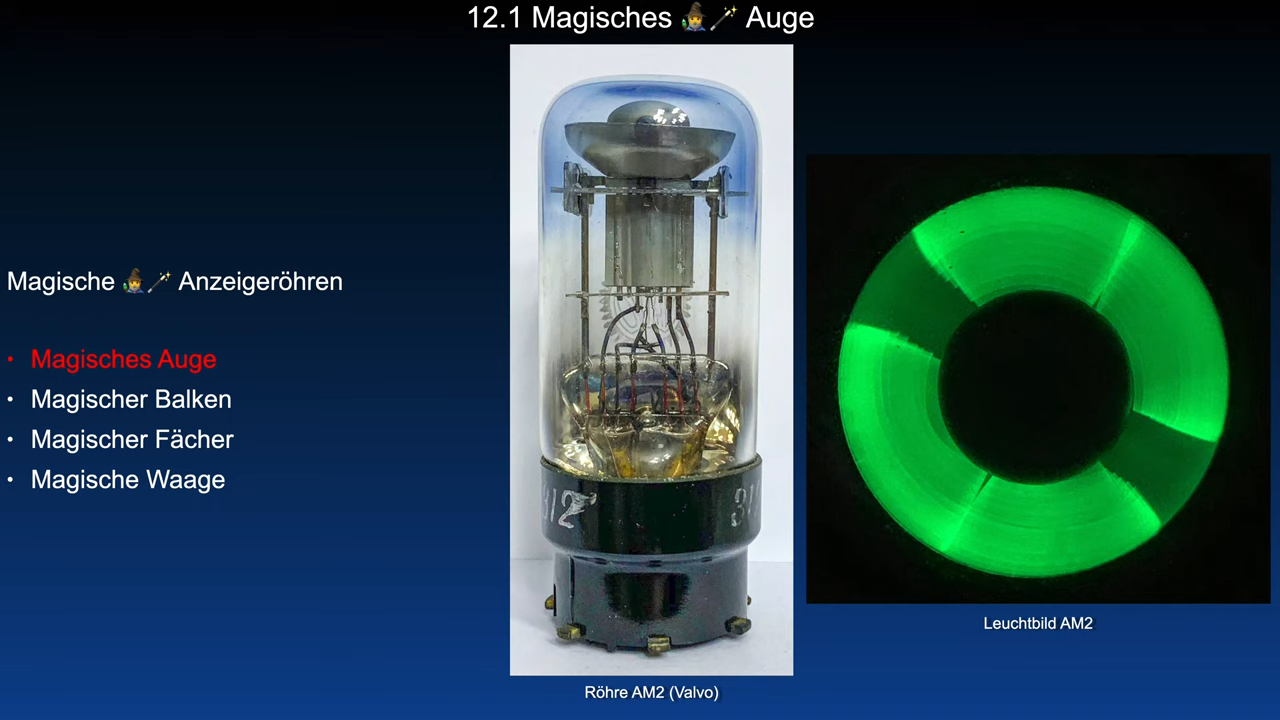 12.1 Magisches 🧙‍♂️🪄 Auge
Magische 🧙‍♂️🪄 Anzeigeröhren
• Magisches Auge
• Magischer Balken
• Magischer Fächer
• Magische Waage
Röhre AM2 (Valvo)
Leuchtbild AM2